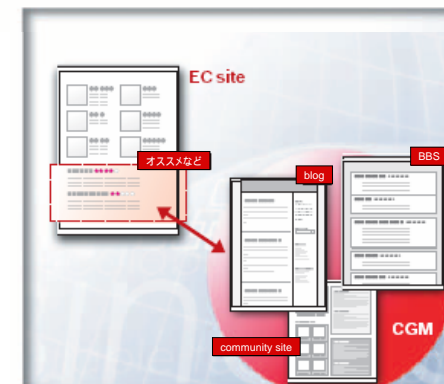 EC site
オススメなど
BBS
blog
community site
CGM